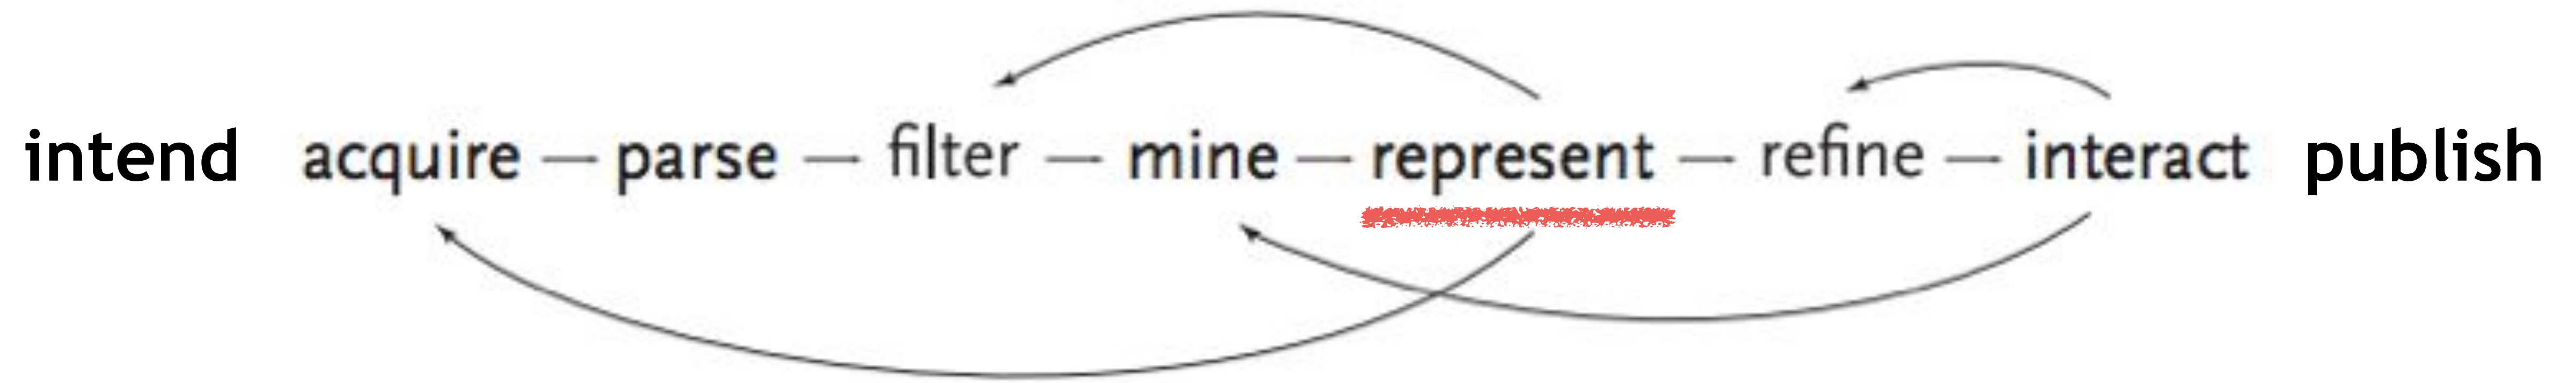 intend acquire — parse — filter — mine — represent — refine — interact publish